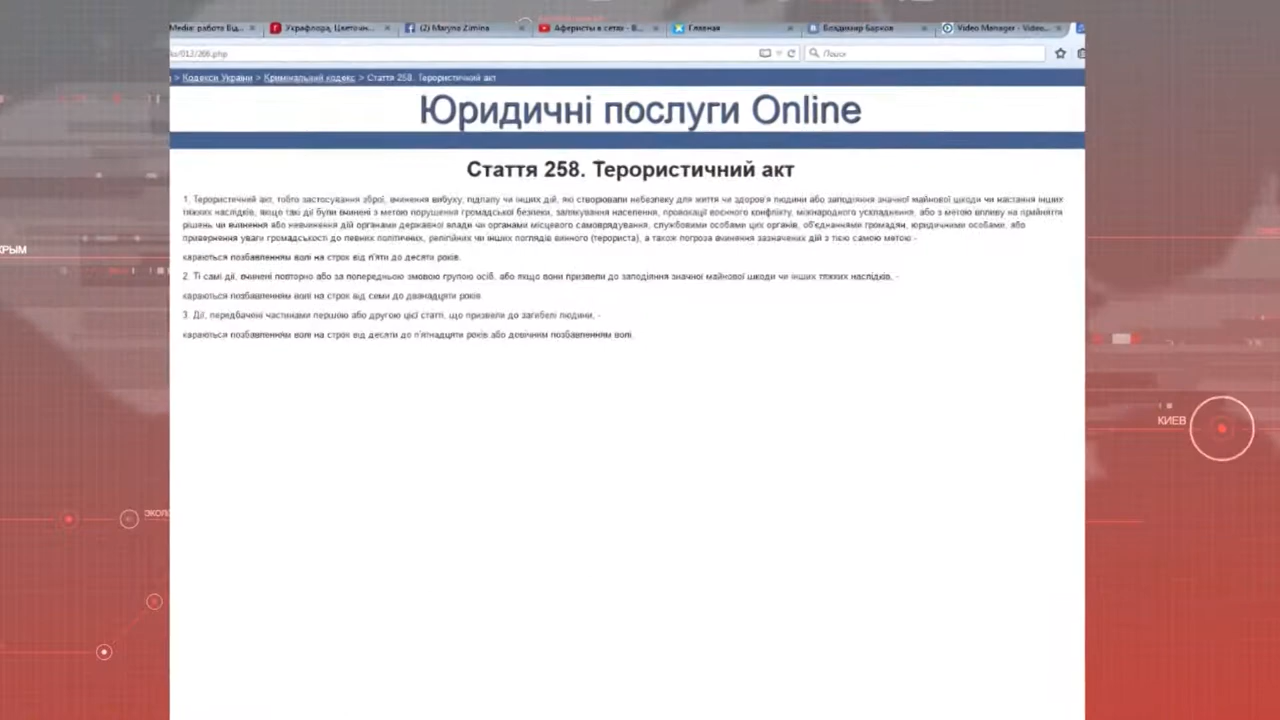 Media: работа Від...
Укрaфлора, Цветочн...
(2) Maryna Zimina
Аферисты в сетях - В...
Главная
Владимир Барков
Video Manager - Video...
ks/013/266.php
Поиск
> Кодекси України > Кримінальний кодекс > Стаття 258. Терористичний акт
Юридичні послуги Online
Стаття 258. Терористичний акт
1. Терористичний акт, тобто застосування зброї, вчинення вибуху, підпалу чи інших дій, які створювали небезпеку для життя чи здоров'я людини або заподіяння значної майнової шкоди чи настання інших
тяжких наслідків, якщо такі дії були вчинені з метою порушення громадської безпеки, залякування населення, провокації воєнного конфлікту, міжнародного ускладнення, або з метою впливу на прийняття
рішень чи вчинення або невчинення дій органами державної влади чи органами місцевого самоврядування, службовими особами цих органів, об'єднаннями громадян, юридичними особами, або
привернення уваги громадськості до певних політичних, релігійних чи інших поглядів винного (терориста), а також погроза вчинення зазначених дій з тією самою метою -
караються позбавленням волі на строк від п'яти до десяти років.
2. Ті самі дії, вчинені повторно або за попередньою змовою групою осіб, або якщо вони призвели до заподіяння значної майнової шкоди чи інших тяжких наслідків, -
караються позбавленням волі на строк від семи до дванадцяти років
3. Дії, передбачені частинами першою або другою цієї статті, що призвели до загибелі людини, -
караються позбавленням волі на строк від десяти до п'ятнадцяти років або довічним позбавленням волі.
КРЫМ
КИЕВ
ЭКОЛО